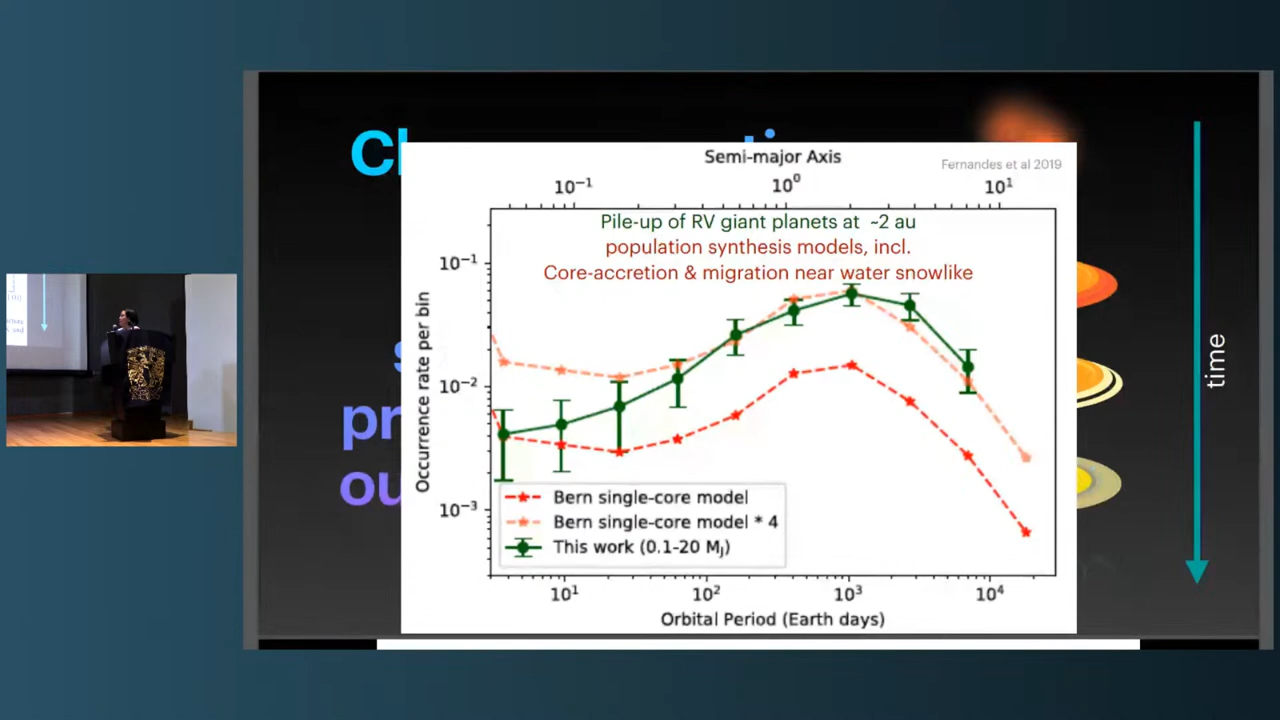 Semi-major Axis
Fernandes et al 2019
10⁻¹ 10⁰ 10¹
Pile-up of RV giant planets at ~2 au
population synthesis models, incl.
Core-accretion & migration near water snowlike
10⁻¹
10⁻²
10⁻³
Occurrence rate per bin
Bern single-core model
Bern single-core model * 4
This work (0.1-20 MJ)
10¹ 10² 10³ 10⁴
Orbital Period (Earth days)
time
pr
ou